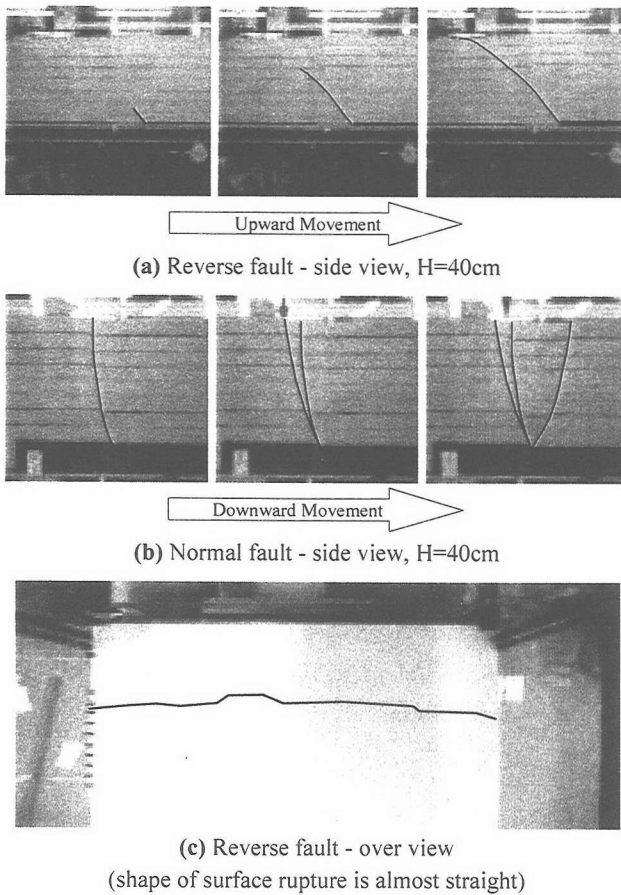 Upward Movement
(a) Reverse fault - side view, H=40cm
Downward Movement
(b) Normal fault - side view, H=40cm
(c) Reverse fault - over view
(shape of surface rupture is almost straight)